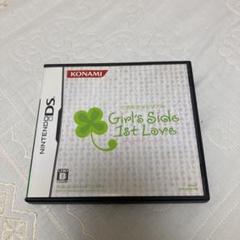 KONAMI
NINTENDO DS
Girl's Side
1st Love
B